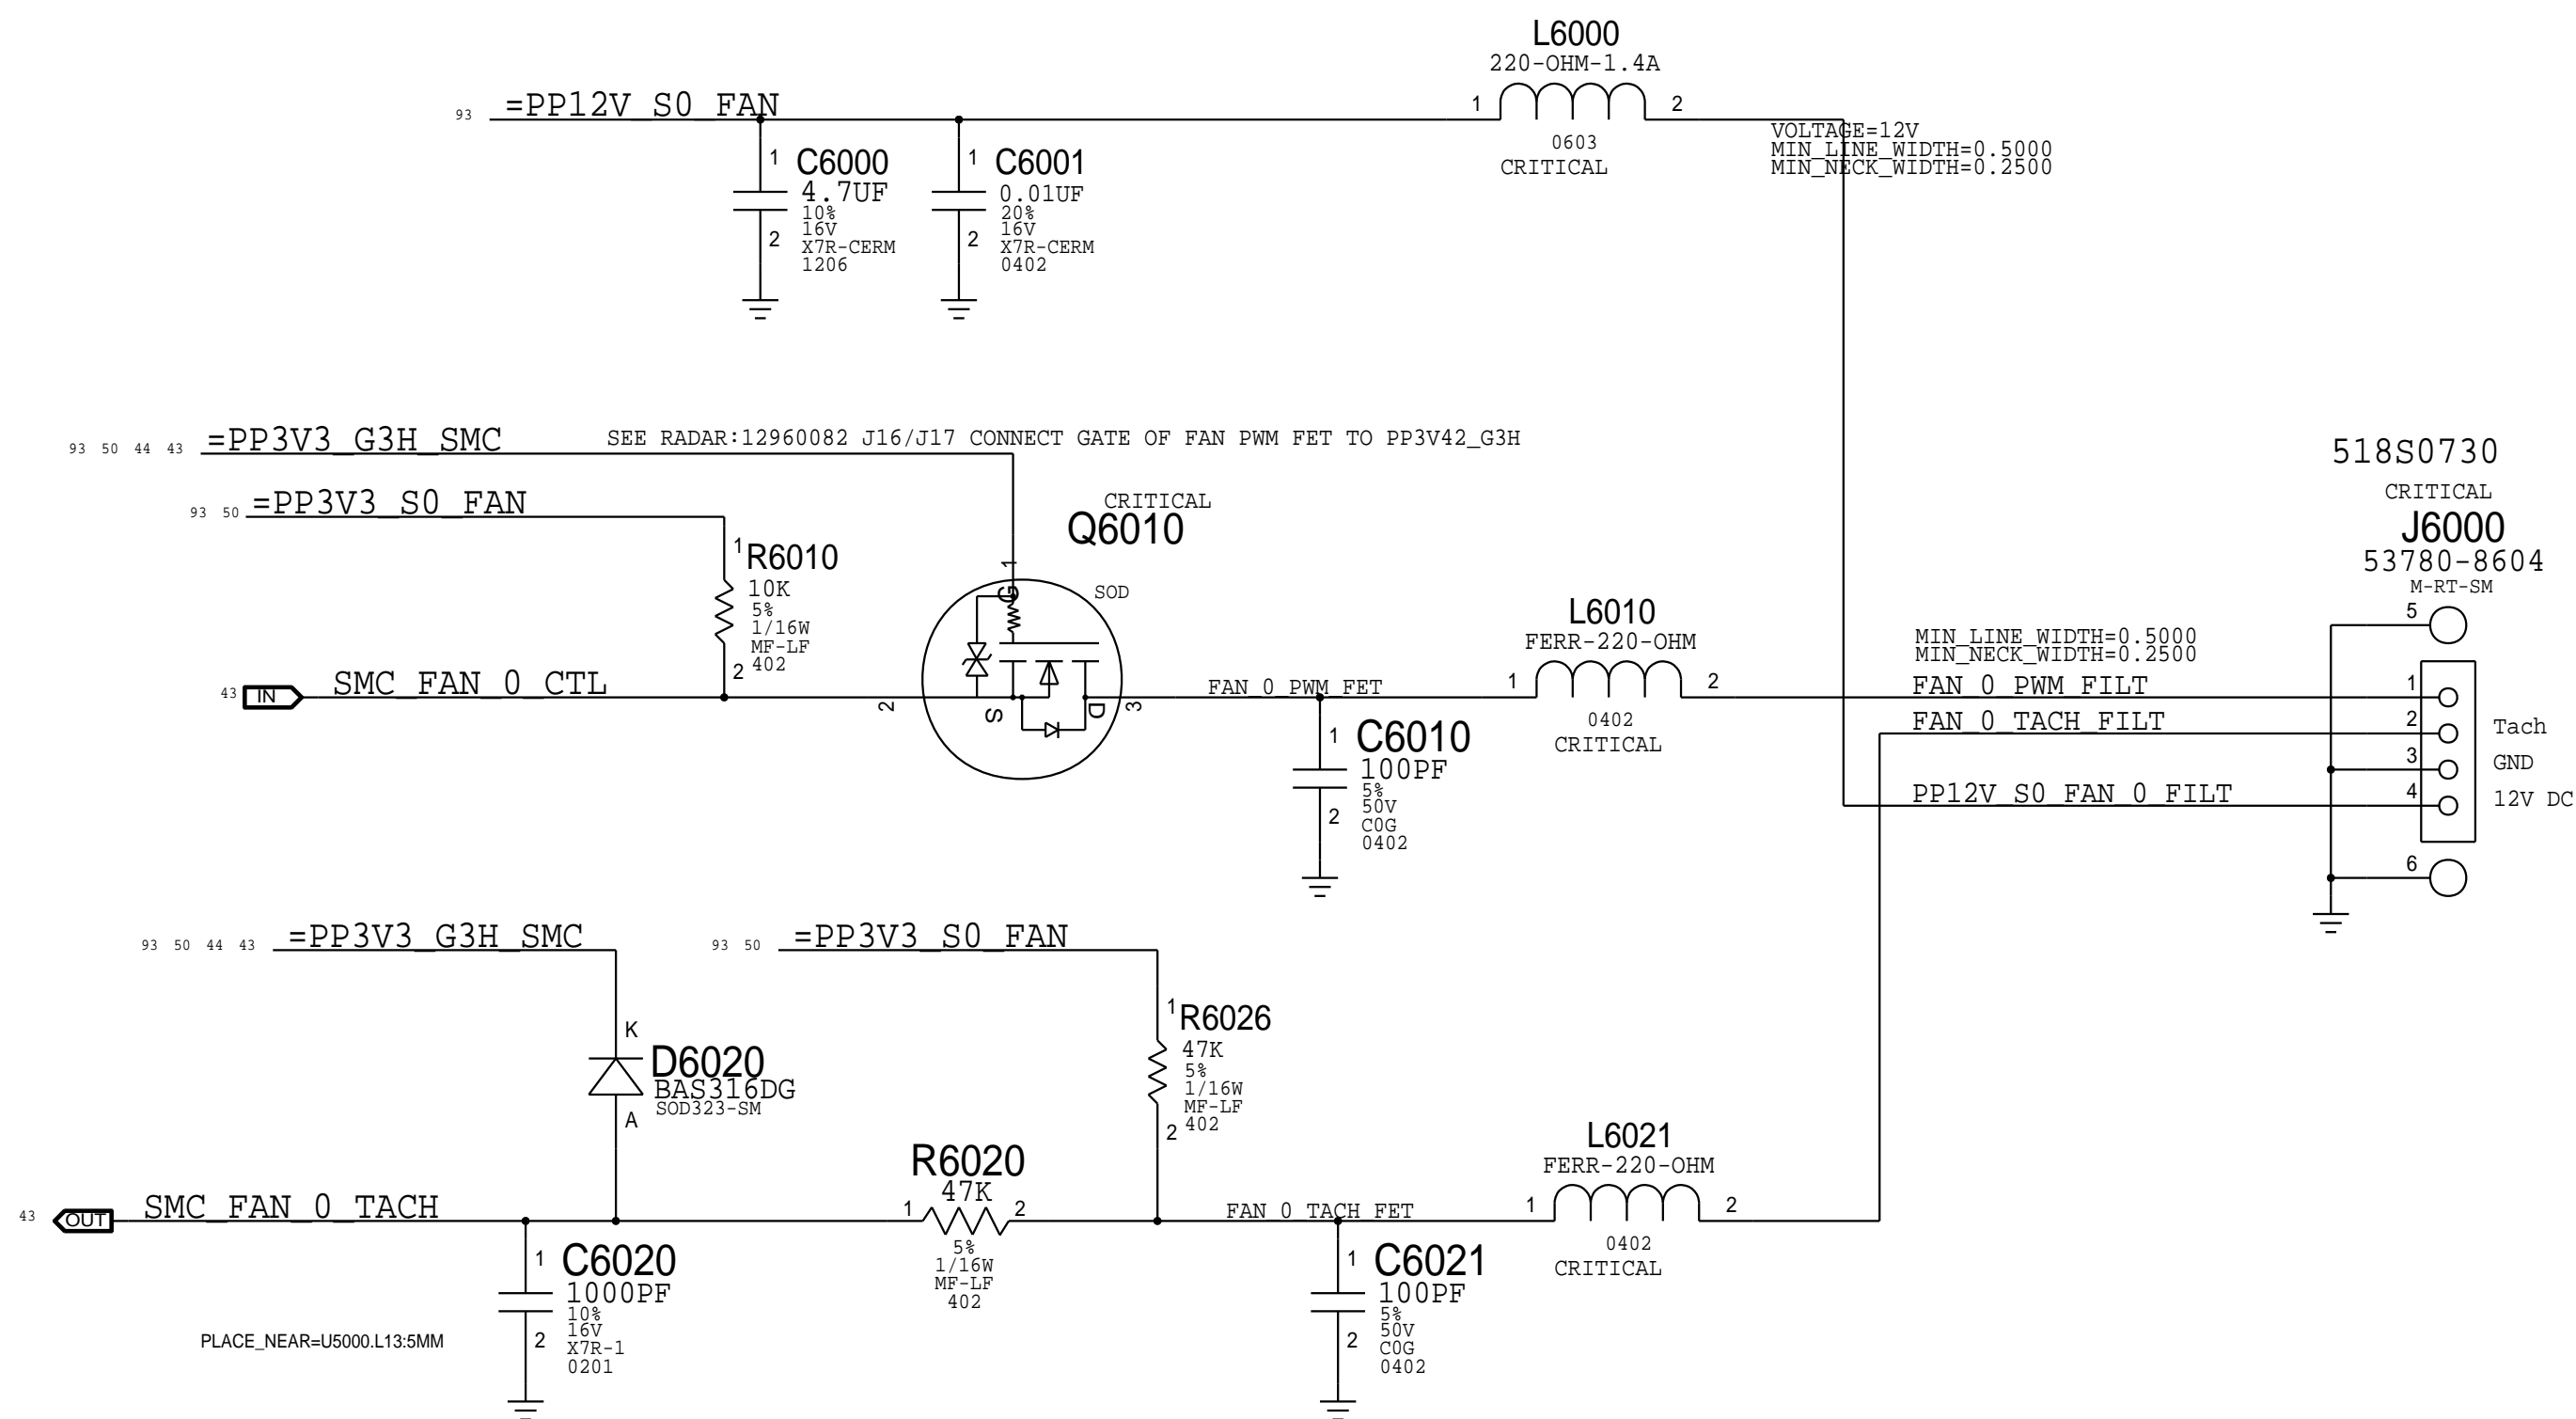 L6000
220-OHM-1.4A
1
2
0603
CRITICAL
93
=PP12V_S0_FAN
VOLTAGE=12V
MIN_LINE_WIDTH=0.5000
MIN_NECK_WIDTH=0.2500
1
C6000
4.7UF
10%
16V
X7R-CERM
1206
2
1
C6001
0.01UF
20%
16V
X7R-CERM
0402
2
93 50 44 43
=PP3V3_G3H_SMC
SEE RADAR:12960082 J16/J17 CONNECT GATE OF FAN PWM FET TO PP3V42_G3H
93 50
=PP3V3_S0_FAN
1
R6010
10K
5%
1/16W
MF-LF
402
2
CRITICAL
Q6010
SOD
1
G
S
D
2
3
43
IN
SMC_FAN_0_CTL
FAN_0_PWM_FET
L6010
FERR-220-OHM
1
2
0402
CRITICAL
1
C6010
100PF
5%
50V
C0G
0402
2
518S0730
CRITICAL
J6000
53780-8604
M-RT-SM
5
MIN_LINE_WIDTH=0.5000
MIN_NECK_WIDTH=0.2500
FAN_0_PWM_FILT
1
FAN_0_TACH_FILT
2
Tach
3
GND
PP12V_S0_FAN_0_FILT
4
12V DC
6
93 50 44 43
=PP3V3_G3H_SMC
93 50
=PP3V3_S0_FAN
K
D6020
BAS316DG
SOD323-SM
A
1
R6026
47K
5%
1/16W
MF-LF
402
2
R6020
47K
1
2
5%
1/16W
MF-LF
402
43
OUT
SMC_FAN_0_TACH
FAN_0_TACH_FET
L6021
FERR-220-OHM
1
2
0402
CRITICAL
1
C6020
1000PF
10%
16V
X7R-1
0201
2
PLACE_NEAR=U5000.L13:5MM
1
C6021
100PF
5%
50V
C0G
0402
2